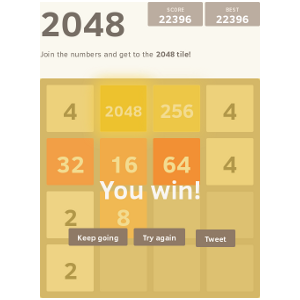 2048
SCORE
22396
BEST
22396
Join the numbers and get to the 2048 tile!
4 2048 256 4
32 16 64 4
You win!
2 8
Keep going Try again Tweet
2